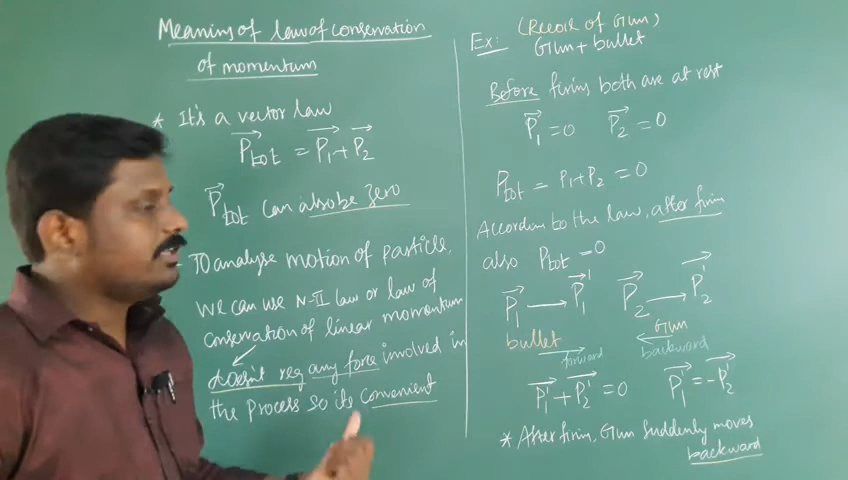 Meaning of law of conservation
of momentum
* It's a vector law
P⃗tot = P⃗1 + P⃗2
P⃗tot can also be zero
- To analyse motion of particle,
We can use N-II law or law of
conservation of linear momentum
doesn't req any force involved in
the process so its convenient
Ex: (Recoil of Gun)
Gun + bullet
Before firing both are at rest
P⃗1 = 0 P⃗2 = 0
Ptot = P1 + P2 = 0
Accordin to the law, after firin
also Ptot = 0
P⃗1 → P⃗1' P⃗2 → P⃗2'
bullet → forward Gun ← backward
P⃗1' + P⃗2' = 0 P⃗1' = -P⃗2'
* After firin, Gun suddenly moves
backward